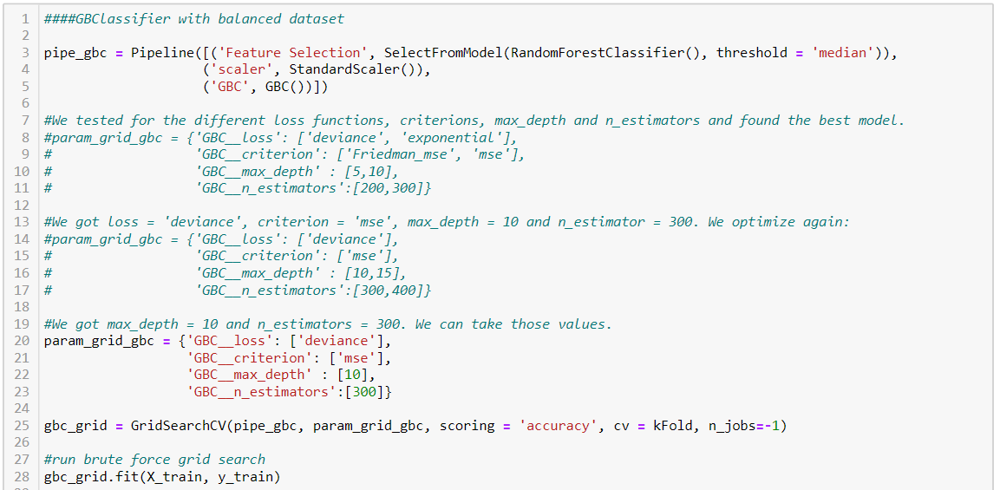 1 ####GBClassifier with balanced dataset
2
3 pipe_gbc = Pipeline([('Feature Selection', SelectFromModel(RandomForestClassifier(), threshold = 'median')),
4                     ('scaler', StandardScaler()),
5                     ('GBC', GBC())])
6
7 #We tested for the different loss functions, criterions, max_depth and n_estimators and found the best model.
8 #param_grid_gbc = {'GBC__loss': ['deviance', 'exponential'],
9 #                  'GBC__criterion': ['Friedman_mse', 'mse'],
10 #                  'GBC__max_depth' : [5,10],
11 #                  'GBC__n_estimators':[200,300]}
12
13 #We got loss = 'deviance', criterion = 'mse', max_depth = 10 and n_estimator = 300. We optimize again:
14 #param_grid_gbc = {'GBC__loss': ['deviance'],
15 #                  'GBC__criterion': ['mse'],
16 #                  'GBC__max_depth' : [10,15],
17 #                  'GBC__n_estimators':[300,400]}
18
19 #We got max_depth = 10 and n_estimators = 300. We can take those values.
20 param_grid_gbc = {'GBC__loss': ['deviance'],
21                   'GBC__criterion': ['mse'],
22                   'GBC__max_depth' : [10],
23                   'GBC__n_estimators':[300]}
24
25 gbc_grid = GridSearchCV(pipe_gbc, param_grid_gbc, scoring = 'accuracy', cv = kFold, n_jobs=-1)
26
27 #run brute force grid search
28 gbc_grid.fit(X_train, y_train)